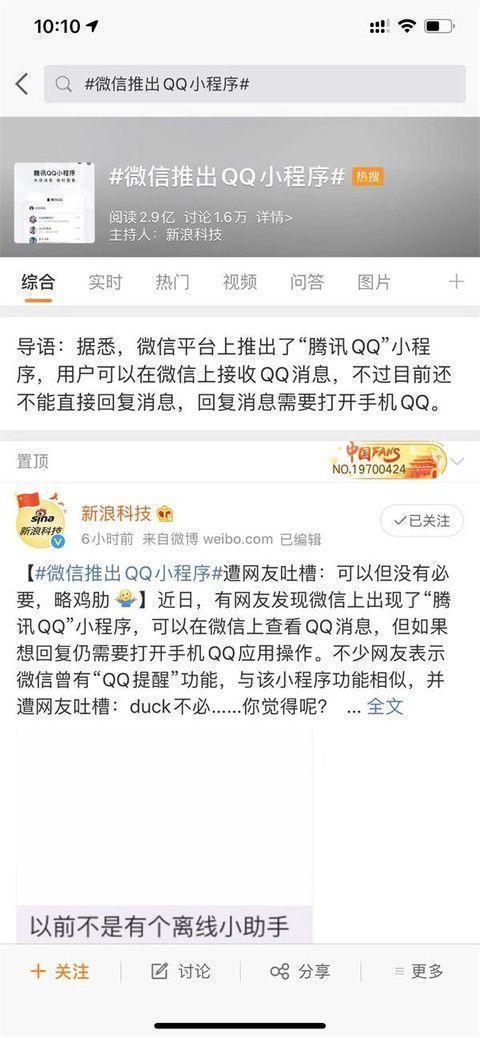 10:10
#微信推出QQ小程序#
腾讯QQ小程序
#微信推出QQ小程序# 热搜
阅读2.9亿 讨论1.6万 详情>
主持人：新浪科技
综合 实时 热门 视频 问答 图片
导语：据悉，微信平台上推出了“腾讯QQ”小程
序，用户可以在微信上接收QQ消息，不过目前还
不能直接回复消息，回复消息需要打开手机QQ。
置顶
中国FANS
NO.19700424
sina
新浪科技
新浪科技
已关注
6小时前 来自微博 weibo.com 已编辑
【#微信推出QQ小程序#遭网友吐槽：可以但没有必
要，略鸡肋🤷】近日，有网友发现微信上出现了“腾
讯QQ”小程序，可以在微信上查看QQ消息，但如果
想回复仍需要打开手机QQ应用操作。不少网友表示
微信曾有“QQ提醒”功能，与该小程序功能相似，并
遭网友吐槽：duck不必……你觉得呢？ ... 全文
以前不是有个离线小助手
关注 讨论 分享 更多